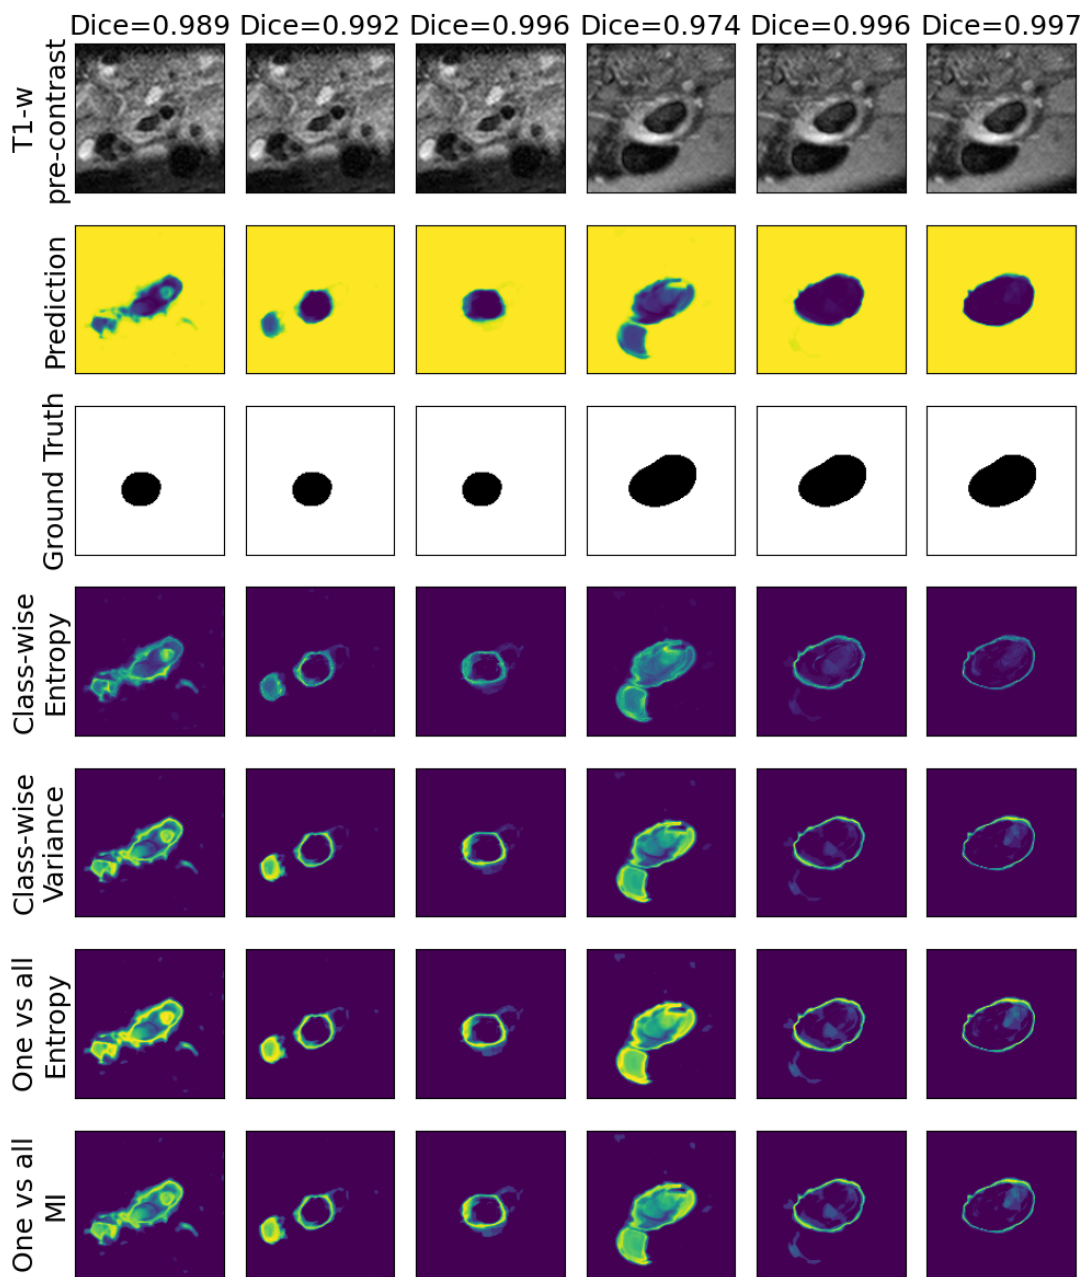 Dice=0.989 Dice=0.992 Dice=0.996 Dice=0.974 Dice=0.996 Dice=0.997
T1-w
pre-contrast
Prediction
Ground Truth
Class-wise
Entropy
Class-wise
Variance
One vs all
Entropy
One vs all
MI